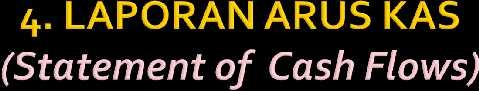 4. LAPORAN ARUS KAS
(Statement of Cash Flows)